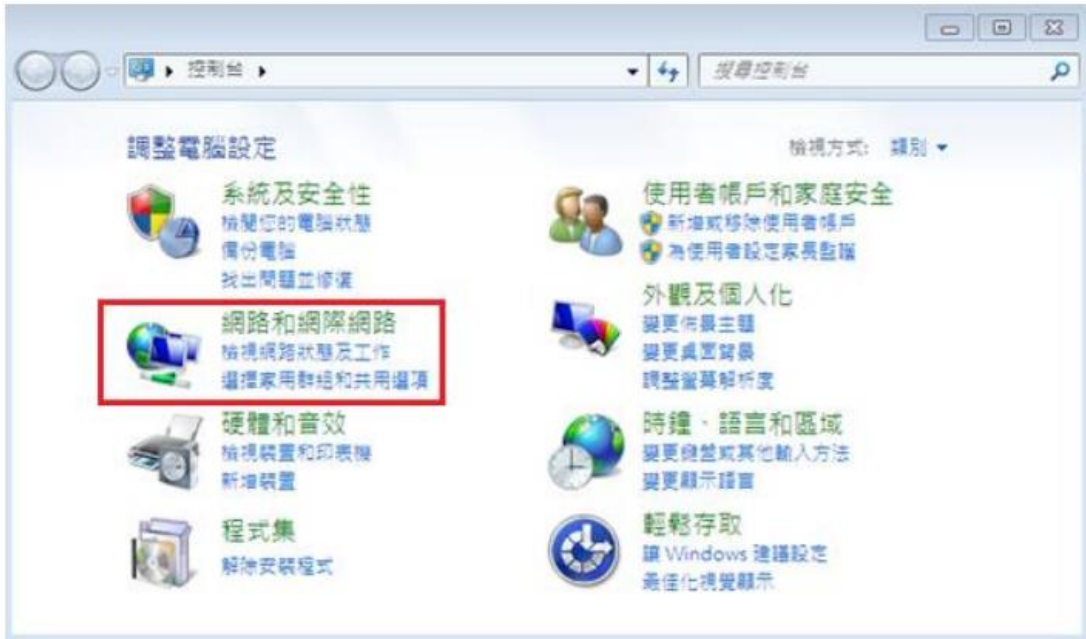 控制台
搜尋控制台
調整電腦設定
檢視方式: 類別
系統及安全性
檢閱您的電腦狀態
備份電腦
找出問題並修復
網路和網際網路
檢視網路狀態及工作
選擇家用群組和共用選項
硬體和音效
檢視裝置和印表機
新增裝置
程式集
解除安裝程式
使用者帳戶和家庭安全
新增或移除使用者帳戶
為使用者設定家長監護
外觀及個人化
變更佈景主題
變更桌面背景
調整螢幕解析度
時鐘、語言和區域
變更鍵盤或其他輸入方法
變更顯示語言
輕鬆存取
讓 Windows 建議設定
最佳化視覺顯示